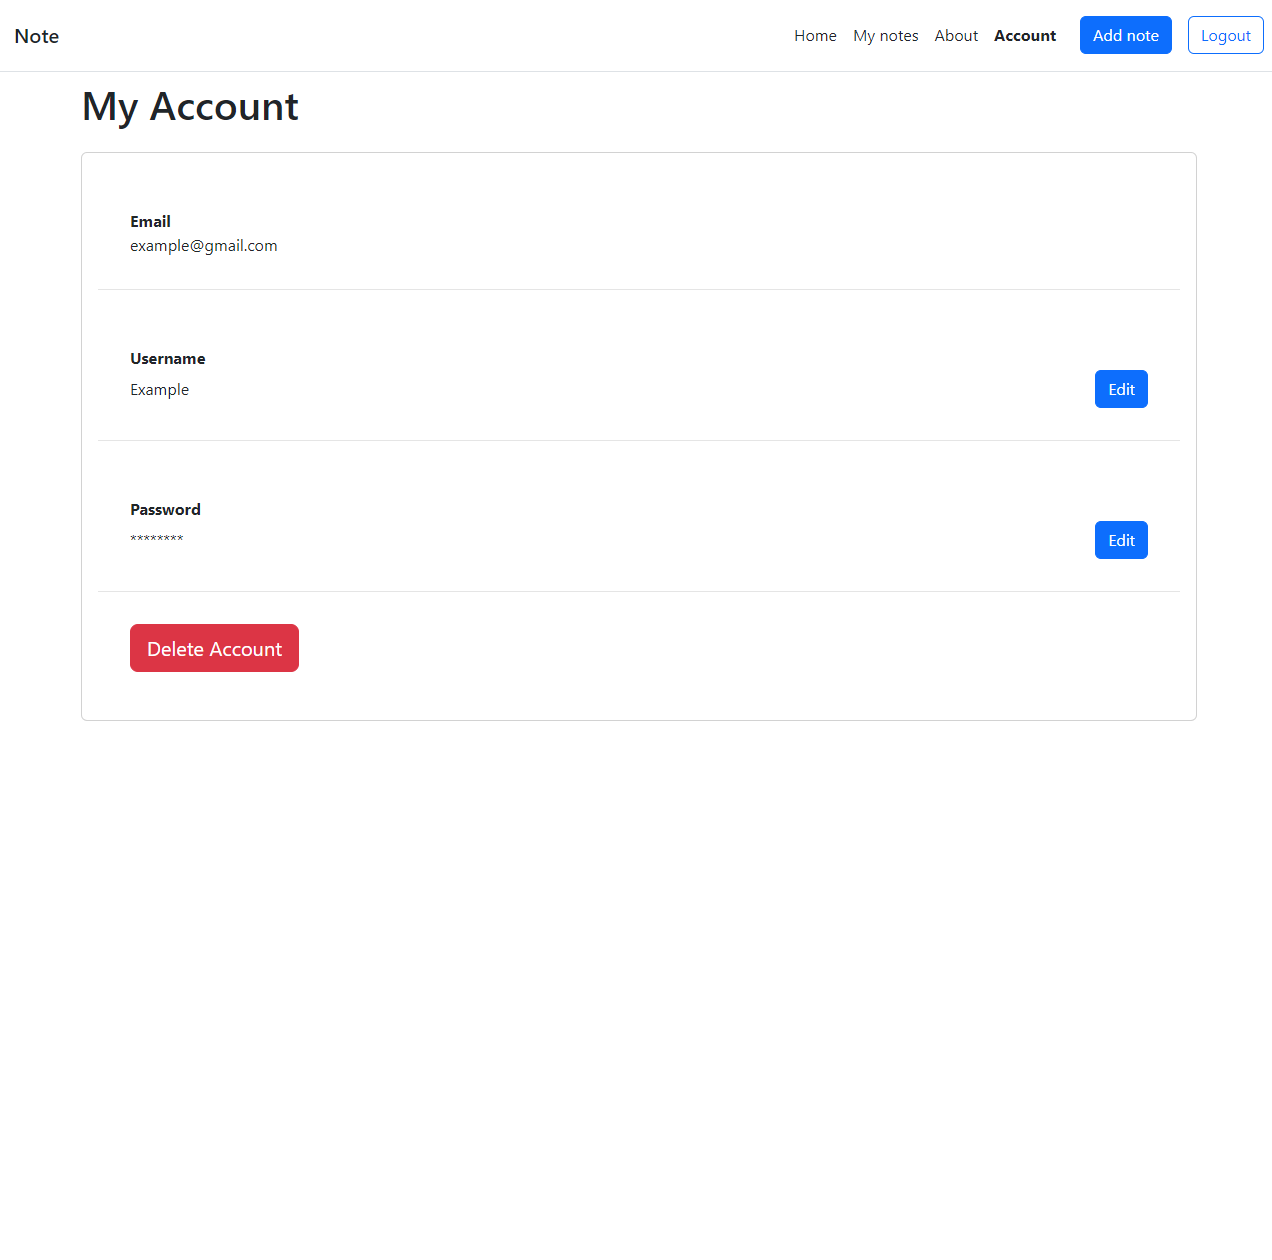 Note Home My notes About Account Add note Logout
My Account
Email
example@gmail.com
Username
Example Edit
Password
******** Edit
Delete Account